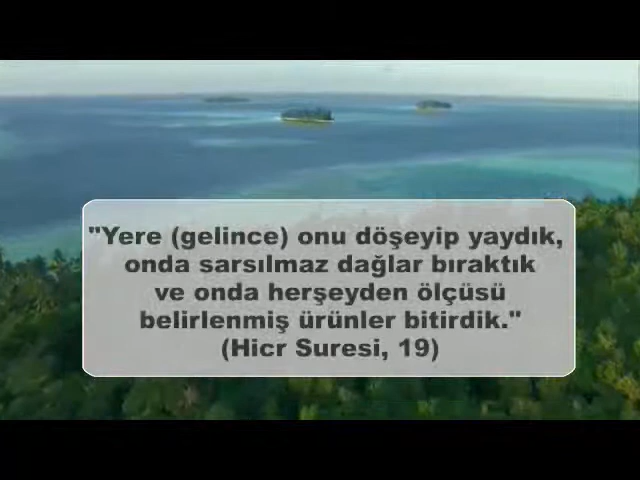 "Yere (gelince) onu döşeyip yaydık,
onda sarsılmaz dağlar bıraktık
ve onda herşeyden ölçüsü
belirlenmiş ürünler bitirdik."
(Hicr Suresi, 19)